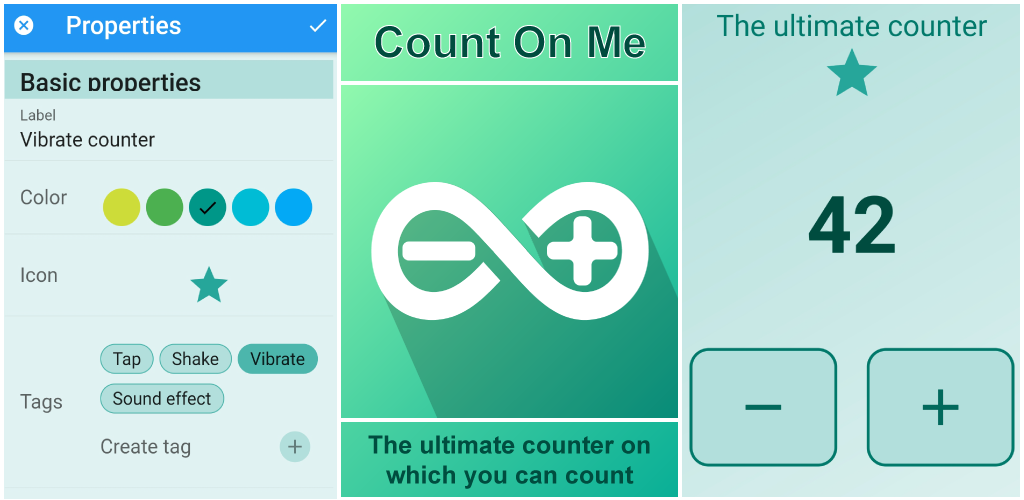 Properties
Basic properties
Label
Vibrate counter
Color
Icon
Tags
Tap Shake Vibrate
Sound effect
Create tag
Count On Me
The ultimate counter on
which you can count
The ultimate counter
42